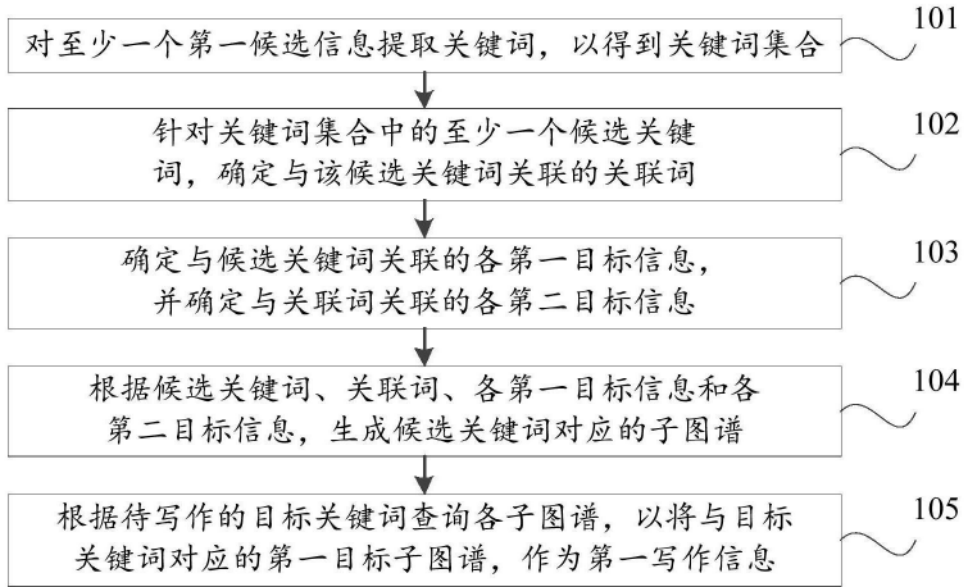 对至少一个第一候选信息提取关键词，以得到关键词集合
101
针对关键词集合中的至少一个候选关键
词，确定与该候选关键词关联的关联词
102
确定与候选关键词关联的各第一目标信息，
并确定与关联词关联的各第二目标信息
103
根据候选关键词、关联词、各第一目标信息和各
第二目标信息，生成候选关键词对应的子图谱
104
根据待写作的目标关键词查询各子图谱，以将与目标
关键词对应的第一目标子图谱，作为第一写作信息
105